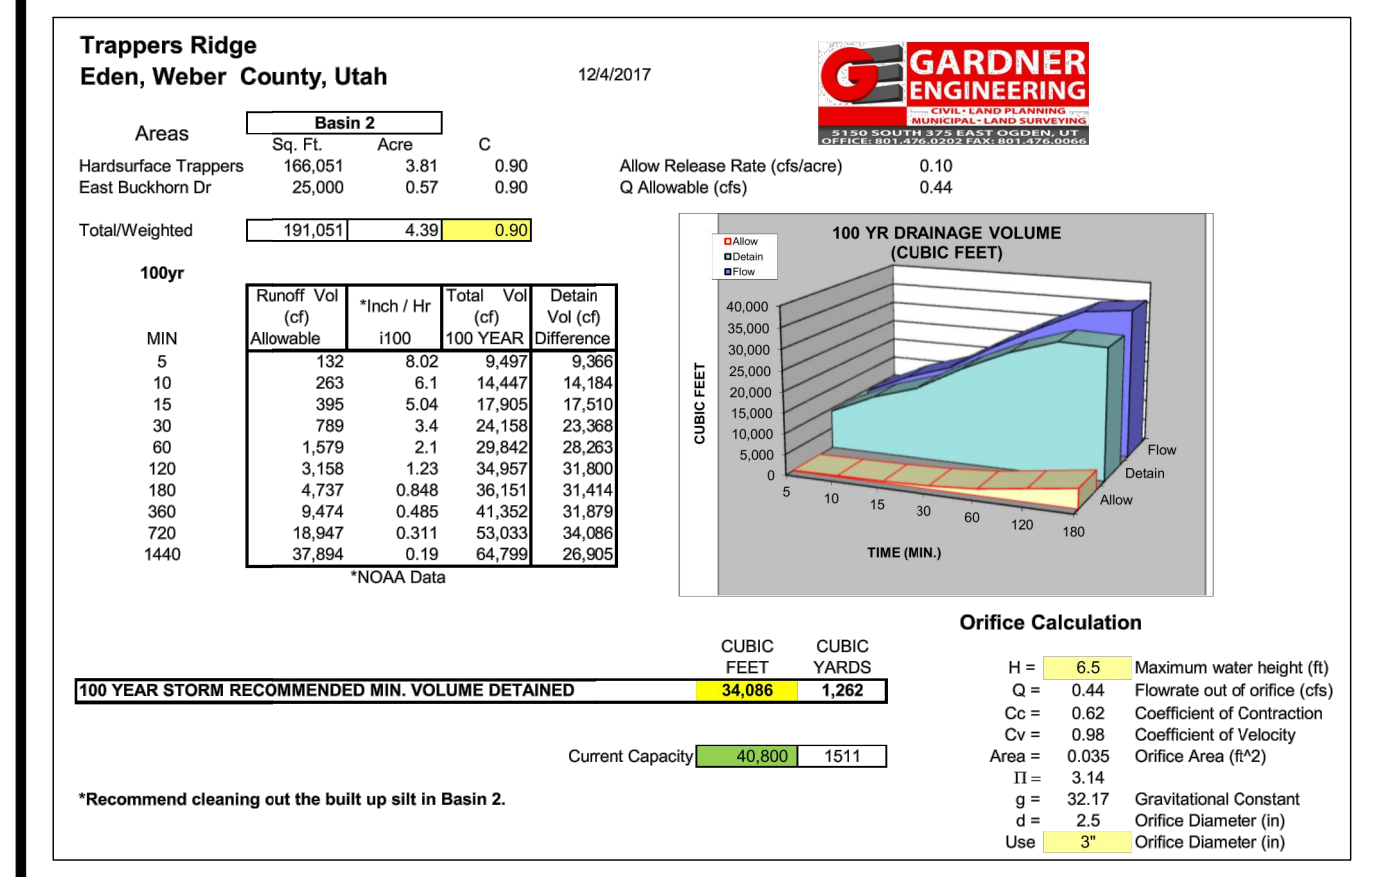 Trappers Ridge
Eden, Weber County, Utah
12/4/2017
GARDNER
ENGINEERING
CIVIL • LAND PLANNING
MUNICIPAL • LAND SURVEYING
5150 SOUTH 375 EAST OGDEN, UT
OFFICE: 801.476.0202 FAX: 801.476.0066
Areas
Basin 2
Sq. Ft. Acre C
Hardsurface Trappers 166,051 3.81 0.90
East Buckhorn Dr 25,000 0.57 0.90
Total/Weighted 191,051 4.39 0.90
Allow Release Rate (cfs/acre) 0.10
Q Allowable (cfs) 0.44
100yr
Runoff Vol *Inch / Hr Total Vol Detain
(cf) (cf) Vol (cf)
MIN Allowable i100 100 YEAR Difference
5 132 8.02 9,497 9,366
10 263 6.1 14,447 14,184
15 395 5.04 17,905 17,510
30 789 3.4 24,158 23,368
60 1,579 2.1 29,842 28,263
120 3,158 1.23 34,957 31,800
180 4,737 0.848 36,151 31,414
360 9,474 0.485 41,352 31,879
720 18,947 0.311 53,033 34,086
1440 37,894 0.19 64,799 26,905
*NOAA Data
100 YR DRAINAGE VOLUME
(CUBIC FEET)
Allow
Detain
Flow
CUBIC FEET
40,000
35,000
30,000
25,000
20,000
15,000
10,000
5,000
0
5 10 15 30 60 120 180
Flow
Detain
Allow
TIME (MIN.)
CUBIC CUBIC
FEET YARDS
100 YEAR STORM RECOMMENDED MIN. VOLUME DETAINED 34,086 1,262
Current Capacity 40,800 1511
*Recommend cleaning out the built up silt in Basin 2.
Orifice Calculation
H = 6.5 Maximum water height (ft)
Q = 0.44 Flowrate out of orifice (cfs)
Cc = 0.62 Coefficient of Contraction
Cv = 0.98 Coefficient of Velocity
Area = 0.035 Orifice Area (ft^2)
Π = 3.14
g = 32.17 Gravitational Constant
d = 2.5 Orifice Diameter (in)
Use 3" Orifice Diameter (in)